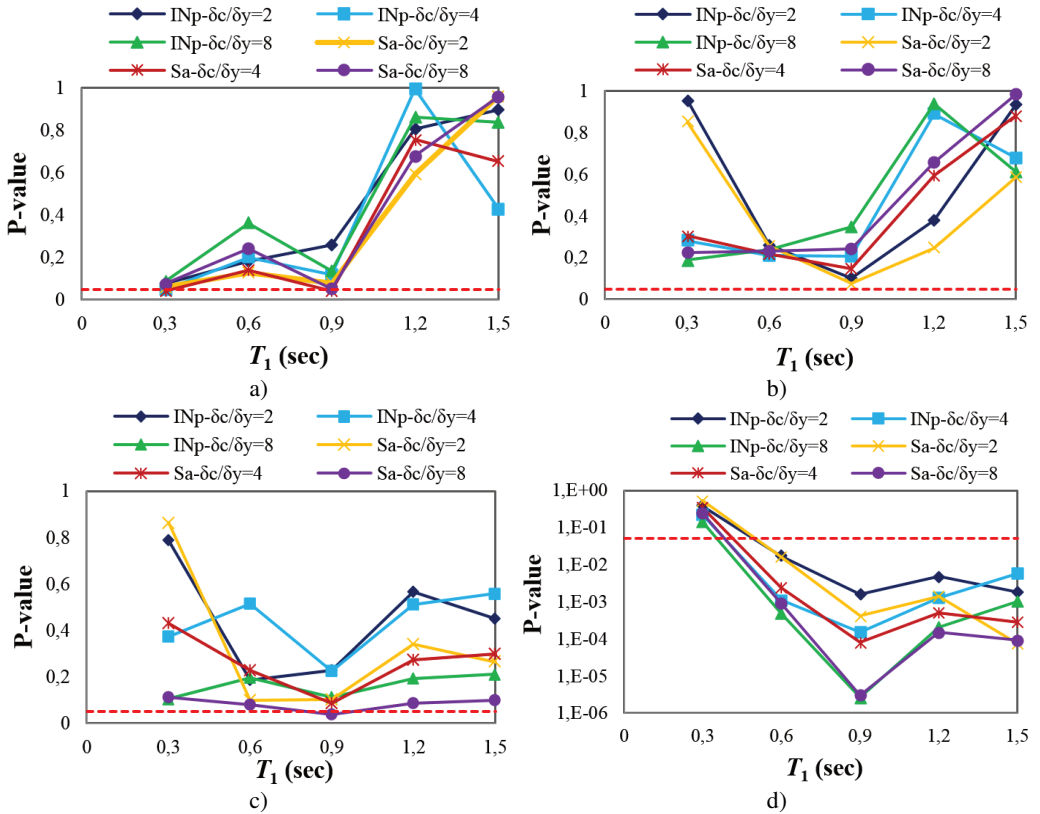 INp-δc/δy=2 INp-δc/δy=4
INp-δc/δy=8 Sa-δc/δy=2
Sa-δc/δy=4 Sa-δc/δy=8
1
0,8
0,6
0,4
0,2
0
P-value
0 0,3 0,6 0,9 1,2 1,5
T1 (sec)
a)
INp-δc/δy=2 INp-δc/δy=4
INp-δc/δy=8 Sa-δc/δy=2
Sa-δc/δy=4 Sa-δc/δy=8
1
0,8
0,6
0,4
0,2
0
P-value
0 0,3 0,6 0,9 1,2 1,5
T1 (sec)
b)
INp-δc/δy=2 INp-δc/δy=4
INp-δc/δy=8 Sa-δc/δy=2
Sa-δc/δy=4 Sa-δc/δy=8
1
0,8
0,6
0,4
0,2
0
P-value
0 0,3 0,6 0,9 1,2 1,5
T1 (sec)
c)
INp-δc/δy=2 INp-δc/δy=4
INp-δc/δy=8 Sa-δc/δy=2
Sa-δc/δy=4 Sa-δc/δy=8
1,E+00
1,E-01
1,E-02
1,E-03
1,E-04
1,E-05
1,E-06
P-value
0 0,3 0,6 0,9 1,2 1,5
T1 (sec)
d)